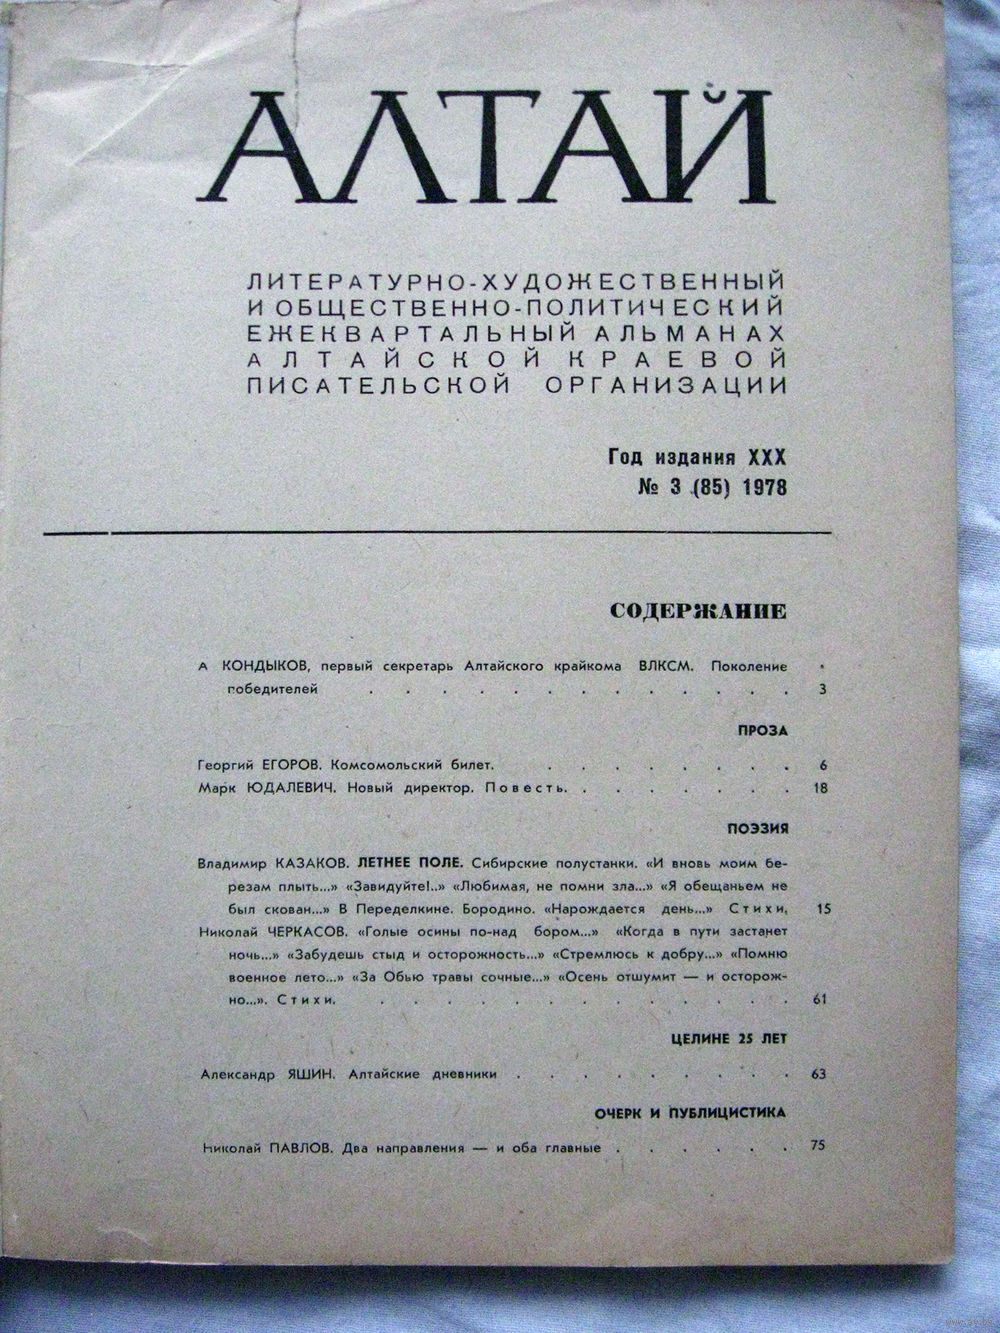 АЛТАЙ
ЛИТЕРАТУРНО-ХУДОЖЕСТВЕННЫЙ
И ОБЩЕСТВЕННО-ПОЛИТИЧЕСКИЙ
ЕЖЕКВАРТАЛЬНЫЙ АЛЬМАНАХ
АЛТАЙСКОЙ КРАЕВОЙ
ПИСАТЕЛЬСКОЙ ОРГАНИЗАЦИИ
Год издания XXX
№ 3 (85) 1978
СОДЕРЖАНИЕ
А КОНДЫКОВ, первый секретарь Алтайского крайкома ВЛКСМ. Поколение
победителей . . . . . . . . . . . . . 3
ПРОЗА
Георгий ЕГОРОВ. Комсомольский билет. . . . . . . . . 6
Марк ЮДАЛЕВИЧ. Новый директор. Повесть. . . . . . . . 18
ПОЭЗИЯ
Владимир КАЗАКОВ. ЛЕТНЕЕ ПОЛЕ. Сибирские полустанки. «И вновь моим бе-
резам плыть...» «Завидуйте!..» «Любимая, не помни зла...» «Я обещаньем не
был скован...» В Переделкине. Бородино. «Нарождается день...» Стихи. 15
Николай ЧЕРКАСОВ. «Голые осины по-над бором...» «Когда в пути застанет
ночь...» «Забудешь стыд и осторожность...» «Стремлюсь к добру...» «Помню
военное лето...» «За Обью травы сочные...» «Осень отшумит — и осторож-
но...». Стихи. . . . . . . . . . . . . . 61
ЦЕЛИНЕ 25 ЛЕТ
Александр ЯШИН. Алтайские дневники . . . . . . . . . 63
ОЧЕРК И ПУБЛИЦИСТИКА
Николай ПАВЛОВ. Два направления — и оба главные . . . . . . 75